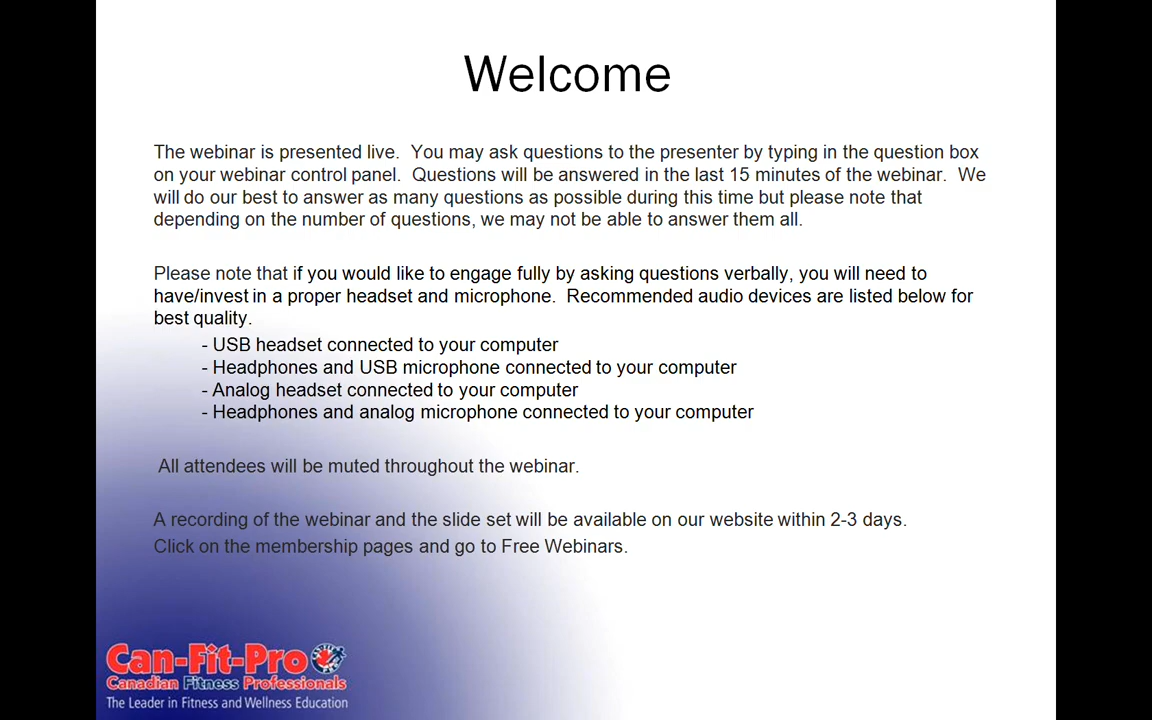 Welcome
The webinar is presented live. You may ask questions to the presenter by typing in the question box
on your webinar control panel. Questions will be answered in the last 15 minutes of the webinar. We
will do our best to answer as many questions as possible during this time but please note that
depending on the number of questions, we may not be able to answer them all.
Please note that if you would like to engage fully by asking questions verbally, you will need to
have/invest in a proper headset and microphone. Recommended audio devices are listed below for
best quality.
- USB headset connected to your computer
- Headphones and USB microphone connected to your computer
- Analog headset connected to your computer
- Headphones and analog microphone connected to your computer
All attendees will be muted throughout the webinar.
A recording of the webinar and the slide set will be available on our website within 2-3 days.
Click on the membership pages and go to Free Webinars.
Can-Fit-Pro
Canadian Fitness Professionals
The Leader in Fitness and Wellness Education